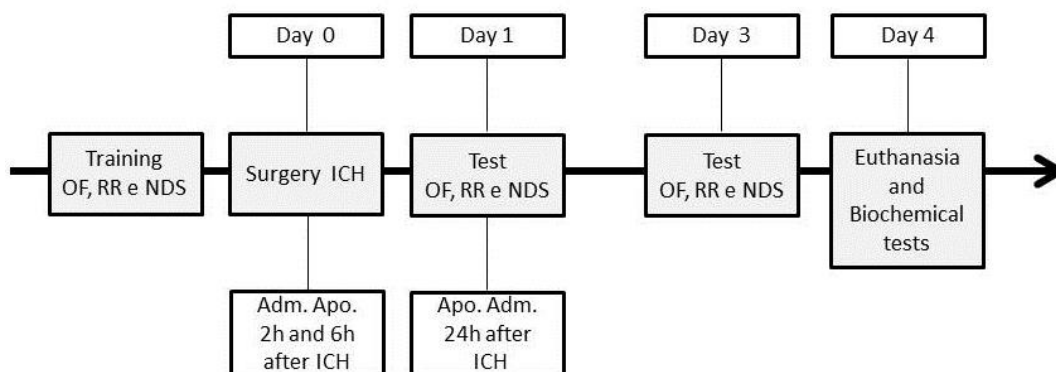 Day 0
Day 1
Day 3
Day 4
Training
OF, RR e NDS
Surgery ICH
Test
OF, RR e NDS
Test
OF, RR e NDS
Euthanasia
and
Biochemical
tests
Adm. Apo.
2h and 6h
after ICH
Apo. Adm.
24h after
ICH